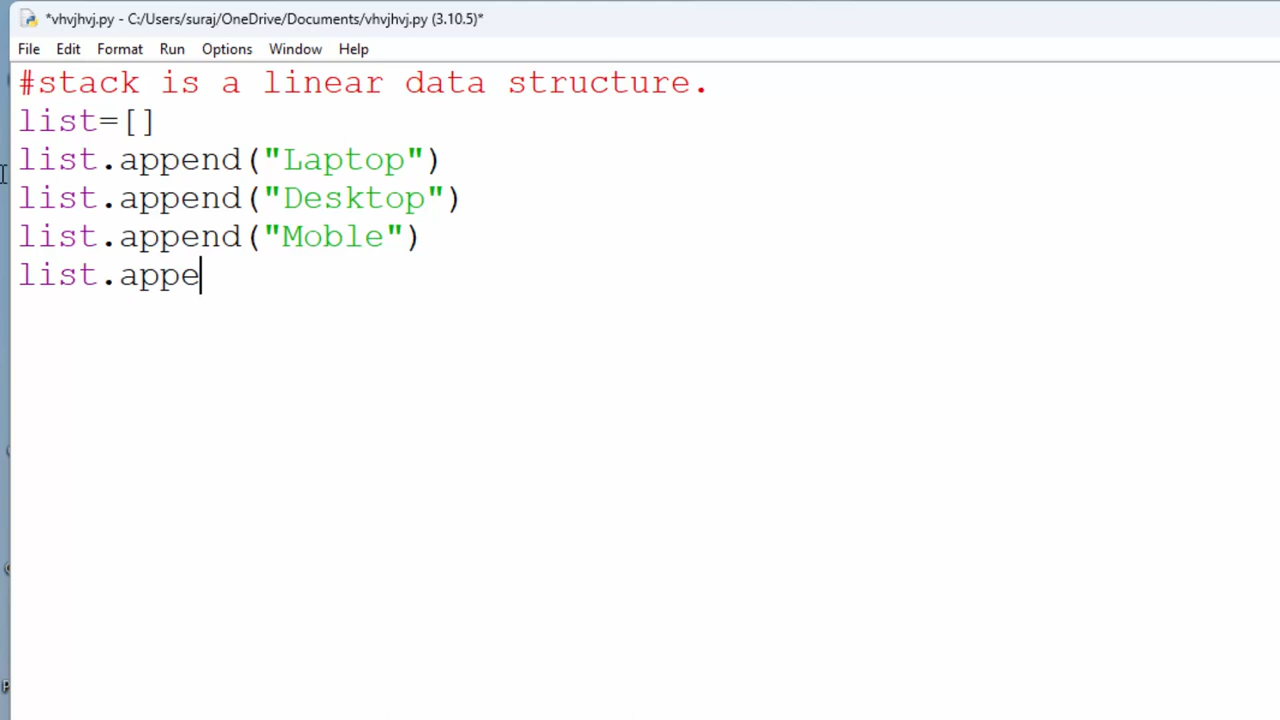 *vhvjhvj.py - C:/Users/suraj/OneDrive/Documents/vhvjhvj.py (3.10.5)*
File Edit Format Run Options Window Help
#stack is a linear data structure.
list=[]
list.append("Laptop")
list.append("Desktop")
list.append("Moble")
list.appe